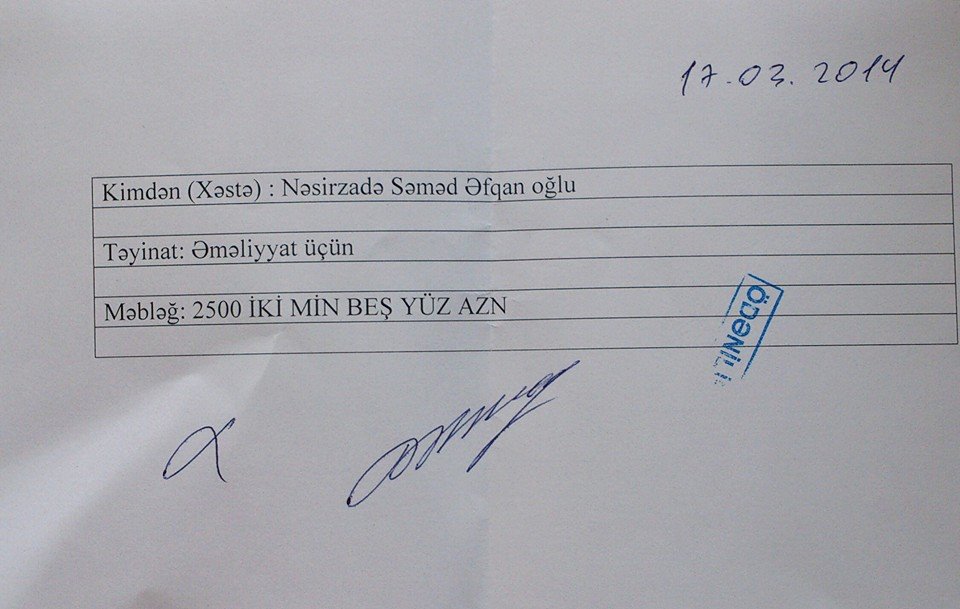 17.03.2014
Kimdən (Xəstə) : Nəsirzadə Səməd Əfqan oğlu
Təyinat: Əməliyyat üçün
Məbləğ: 2500 İKİ MİN BEŞ YÜZ AZN